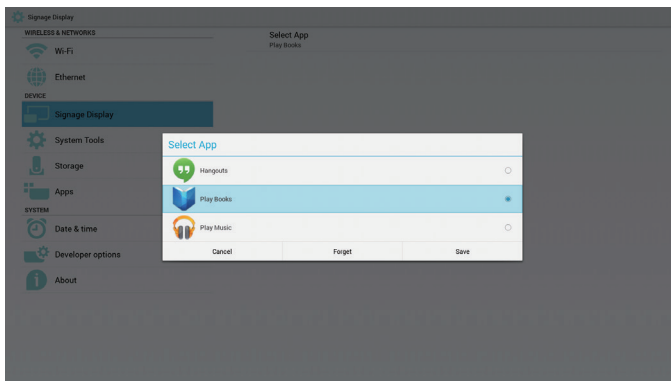 Signage Display
WIRELESS & NETWORKS
Wi-Fi
Ethernet
DEVICE
Signage Display
System Tools
Storage
Apps
SYSTEM
Date & time
Developer options
About
Select App
Play Books
Select App
Hangouts
Play Books
Play Music
Cancel Forget Save